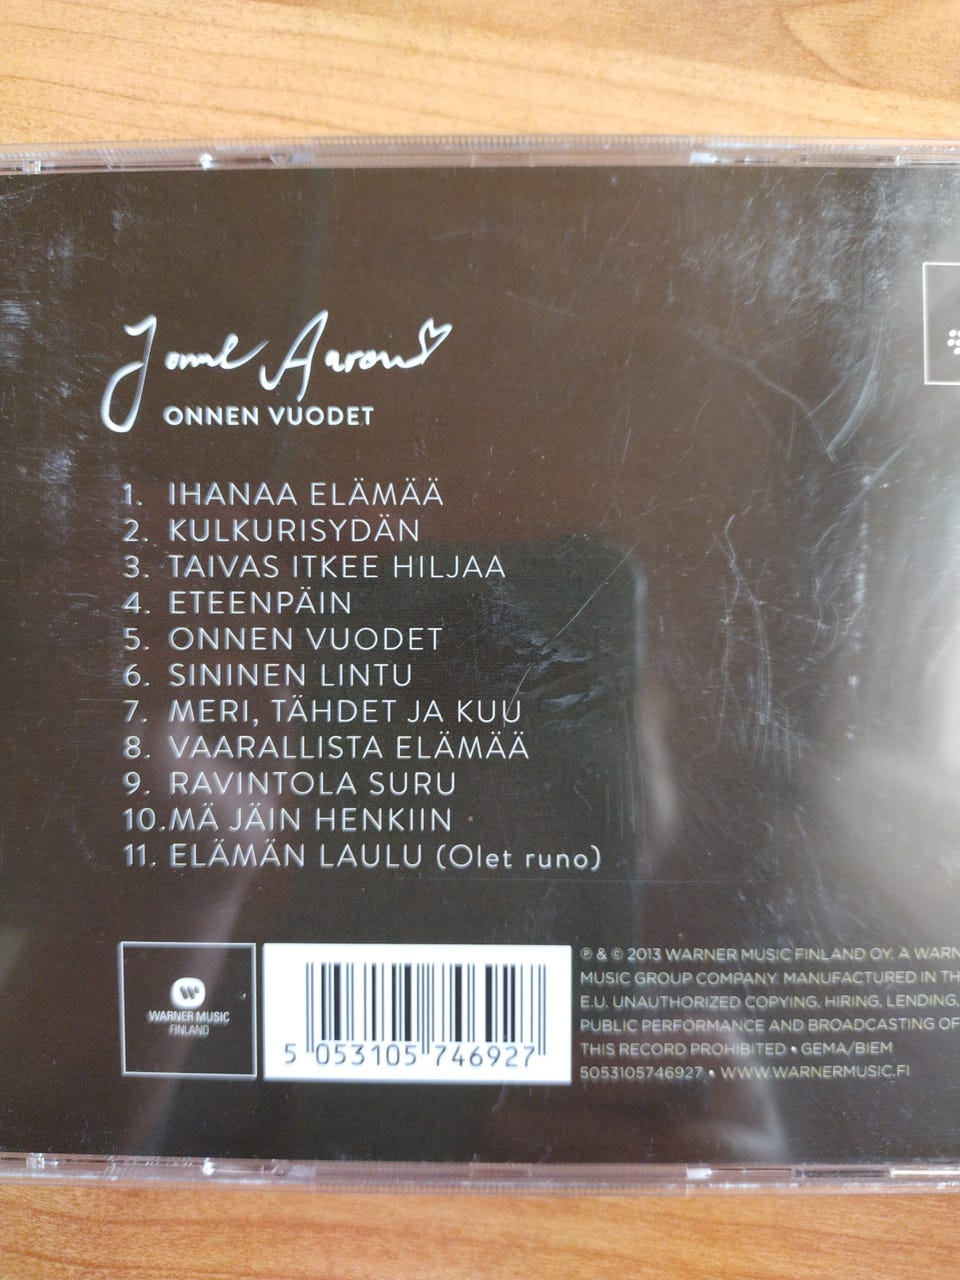 Jonne Aaron
ONNEN VUODET
1. IHANAA ELÄMÄÄ
2. KULKURISYDÄN
3. TAIVAS ITKEE HILJAA
4. ETEENPÄIN
5. ONNEN VUODET
6. SININEN LINTU
7. MERI, TÄHDET JA KUU
8. VAARALLISTA ELÄMÄÄ
9. RAVINTOLA SURU
10. MÄ JÄIN HENKIIN
11. ELÄMÄN LAULU (Olet runo)
WARNER MUSIC
FINLAND
5 053105 746927
℗ & © 2013 WARNER MUSIC FINLAND OY. A WARN
MUSIC GROUP COMPANY. MANUFACTURED IN TH
E.U. UNAUTHORIZED COPYING, HIRING, LENDING,
PUBLIC PERFORMANCE AND BROADCASTING OF
THIS RECORD PROHIBITED • GEMA/BIEM
5053105746927 • WWW.WARNERMUSIC.FI